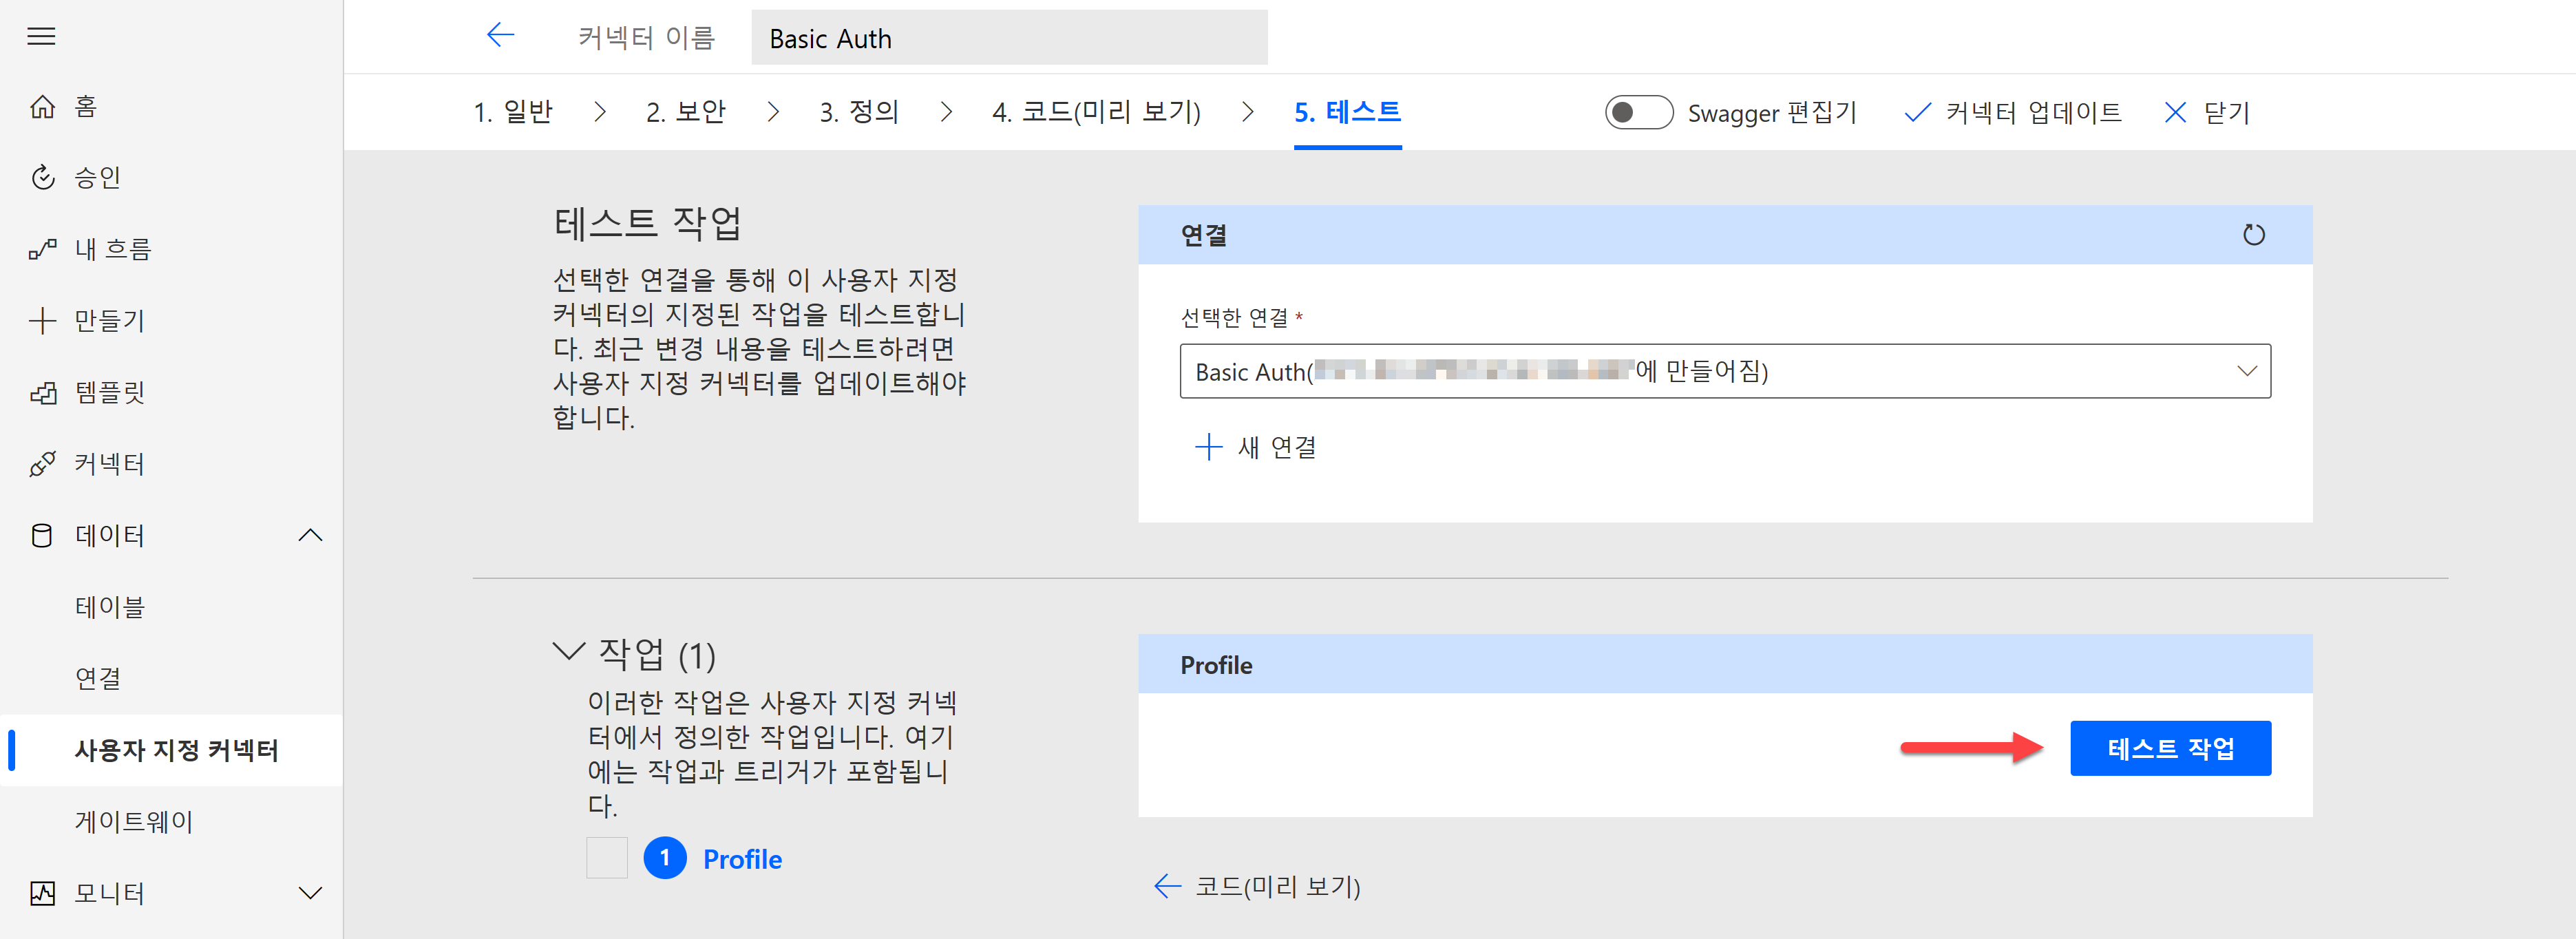 홈
승인
내 흐름
만들기
템플릿
커넥터
데이터
테이블
연결
사용자 지정 커넥터
게이트웨이
모니터
커넥터 이름
Basic Auth
1. 일반
2. 보안
3. 정의
4. 코드(미리 보기)
5. 테스트
Swagger 편집기
커넥터 업데이트
닫기
테스트 작업
선택한 연결을 통해 이 사용자 지정
커넥터의 지정된 작업을 테스트합니
다. 최근 변경 내용을 테스트하려면
사용자 지정 커넥터를 업데이트해야
합니다.
연결
선택한 연결 *
Basic Auth(에 만들어짐)
새 연결
작업 (1)
이러한 작업은 사용자 지정 커넥
터에서 정의한 작업입니다. 여기
에는 작업과 트리거가 포함됩니
다.
1 Profile
Profile
테스트 작업
코드(미리 보기)